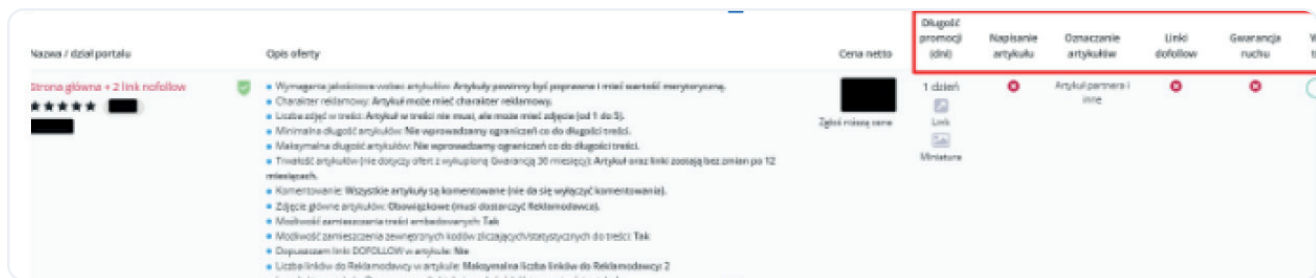 Nazwa / dział portalu
Opis oferty
Cena netto
Długość
promocji
(dni)
Napisanie
artykułu
Oznaczanie
artykułów
Linki
dofollow
Gwarancja
ruchu
Strona główna + 2 link nofollow
Wymagania jakościowe wobec artykułów: Artykuły powinny być poprawne i mieć wartość merytoryczną.
Charakter reklamowy: Artykuł może mieć charakter reklamowy.
Liczba zdjęć w treści: Artykuł w treści nie musi, ale może mieć zdjęcie (od 1 do 5).
Minimalna długość artykułów: Nie wprowadzamy ograniczeń co do długości treści.
Maksymalna długość artykułów: Nie wprowadzamy ograniczeń co do długości treści.
Trwałość artykułów (nie dotyczy ofert z wykupioną Gwarancją 30 miesięcy): Artykuł oraz linki zostają bez zmian po 12
miesiącach.
Komentowanie: Wszystkie artykuły są komentowane (nie da się wyłączyć komentowania).
Zdjęcie główne artykułów: Obowiązkowe (musi dostarczyć Reklamodawca).
Możliwość zamieszczania treści embedowanych: Tak
Możliwość zamieszczenia zewnętrznych kodów zliczających/statystycznych do treści: Tak
Dopuszczam linki DOFOLLOW w artykule: Nie
Liczba linków do Reklamodawcy w artykule: Maksymalna liczba linków do Reklamodawcy: 2
Zgłoś niższą cenę
1 dzień
Link
Miniatura
Artykuł partnera i
inne